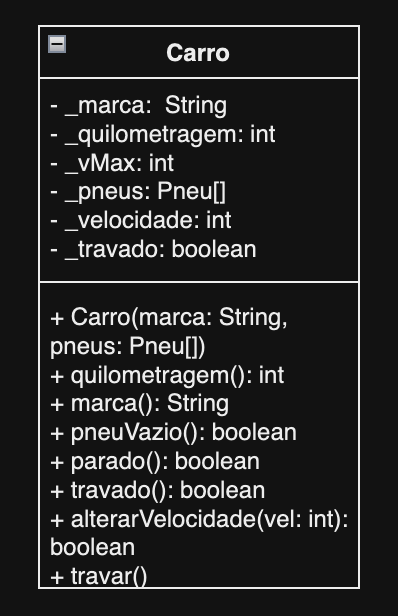 Carro
- _marca:  String
- _quilometragem: int
- _vMax: int
- _pneus: Pneu[]
- _velocidade: int
- _travado: boolean
+ Carro(marca: String,
pneus: Pneu[])
+ quilometragem(): int
+ marca(): String
+ pneuVazio(): boolean
+ parado(): boolean
+ travado(): boolean
+ alterarVelocidade(vel: int):
boolean
+ travar()